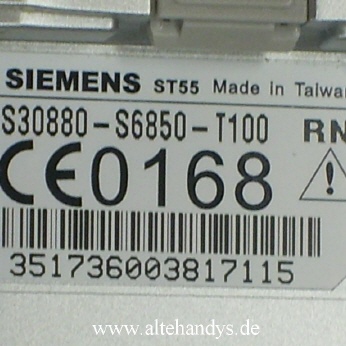 SIEMENS ST55 Made in Taiwan
S30880-S6850-T100 RN
CE0168
351736003817115
www.altehandys.de